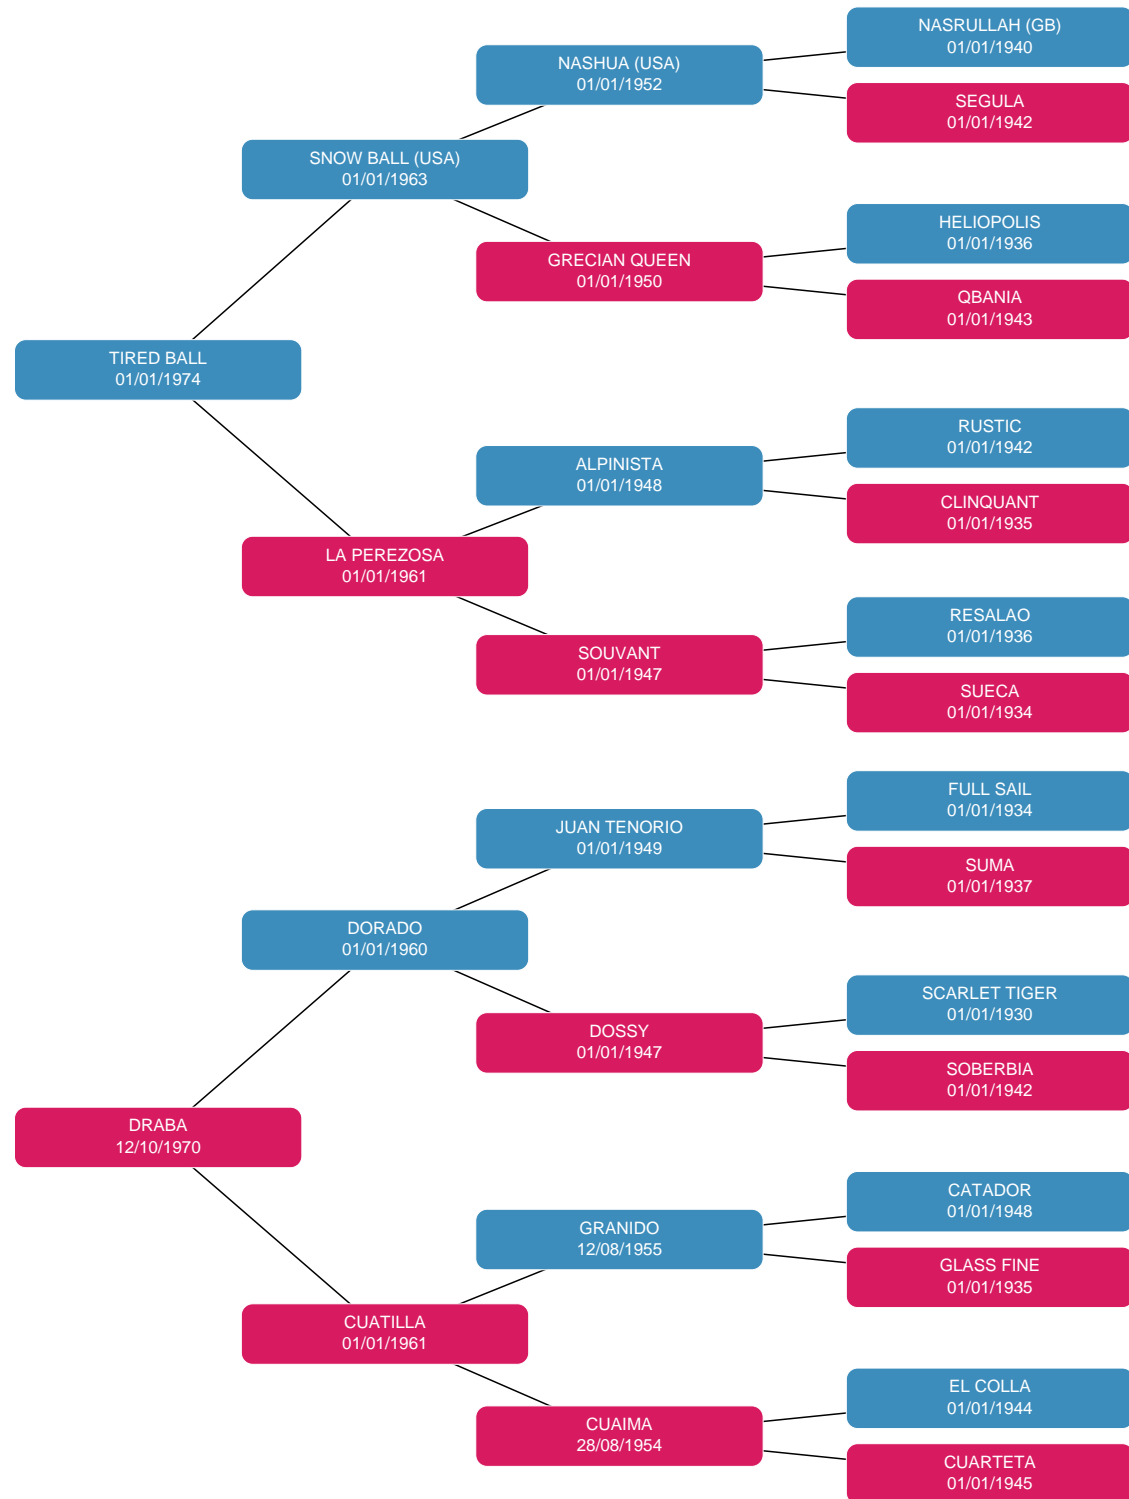 NASRULLAH (GB)
01/01/1940
NASHUA (USA)
01/01/1952
SEGULA
01/01/1942
SNOW BALL (USA)
01/01/1963
HELIOPOLIS
01/01/1936
GRECIAN QUEEN
01/01/1950
QBANIA
01/01/1943
TIRED BALL
01/01/1974
RUSTIC
01/01/1942
ALPINISTA
01/01/1948
CLINQUANT
01/01/1935
LA PEREZOSA
01/01/1961
RESALAO
01/01/1936
SOUVANT
01/01/1947
SUECA
01/01/1934
FULL SAIL
01/01/1934
JUAN TENORIO
01/01/1949
SUMA
01/01/1937
DORADO
01/01/1960
SCARLET TIGER
01/01/1930
DOSSY
01/01/1947
SOBERBIA
01/01/1942
DRABA
12/10/1970
CATADOR
01/01/1948
GRANIDO
12/08/1955
GLASS FINE
01/01/1935
CUATILLA
01/01/1961
EL COLLA
01/01/1944
CUAIMA
28/08/1954
CUARTETA
01/01/1945